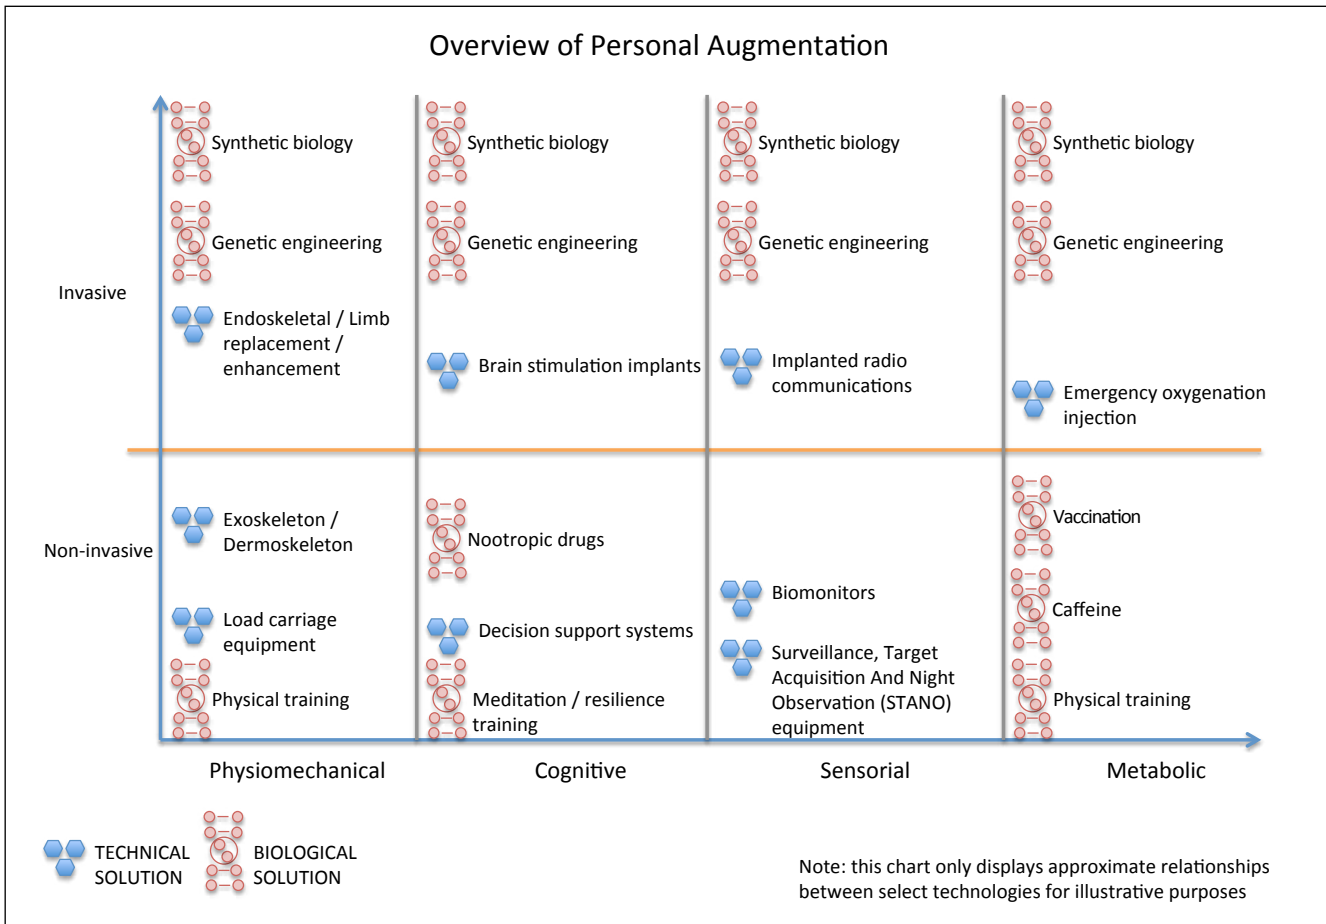 Overview of Personal Augmentation
Invasive
Non-invasive
Synthetic biology
Genetic engineering
Endoskeletal / Limb
replacement /
enhancement
Exoskeleton /
Dermoskeleton
Load carriage
equipment
Physical training
Synthetic biology
Genetic engineering
Brain stimulation implants
Nootropic drugs
Decision support systems
Meditation / resilience
training
Synthetic biology
Genetic engineering
Implanted radio
communications
Biomonitors
Surveillance, Target
Acquisition And Night
Observation (STANO)
equipment
Synthetic biology
Genetic engineering
Emergency oxygenation
injection
Vaccination
Caffeine
Physical training
Physiomechanical
Cognitive
Sensorial
Metabolic
TECHNICAL
SOLUTION
BIOLOGICAL
SOLUTION
Note: this chart only displays approximate relationships
between select technologies for illustrative purposes